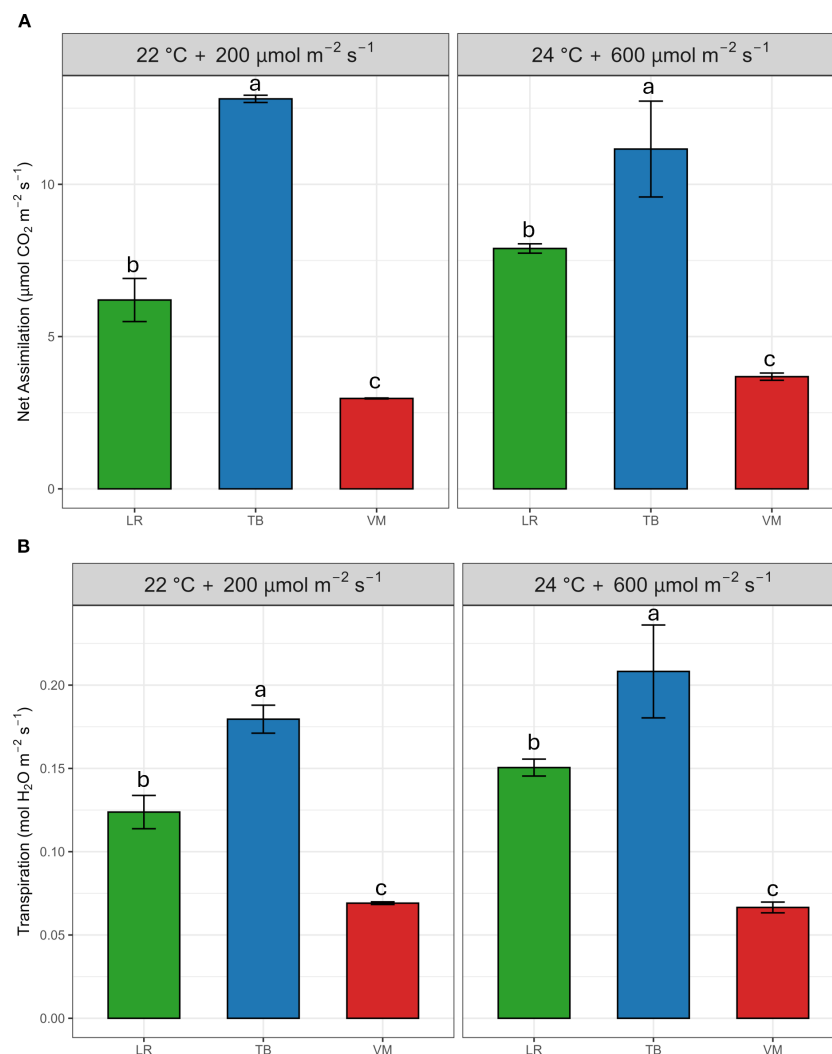 A
22 °C + 200 µmol m⁻² s⁻¹
24 °C + 600 µmol m⁻² s⁻¹
Net Assimilation (µmol CO₂ m⁻² s⁻¹)
10
5
0
b
a
c
b
a
c
LR
TB
VM
LR
TB
VM
B
22 °C + 200 µmol m⁻² s⁻¹
24 °C + 600 µmol m⁻² s⁻¹
Transpiration (mol H₂O m⁻² s⁻¹)
0.20
0.15
0.10
0.05
0.00
b
a
c
b
a
c
LR
TB
VM
LR
TB
VM